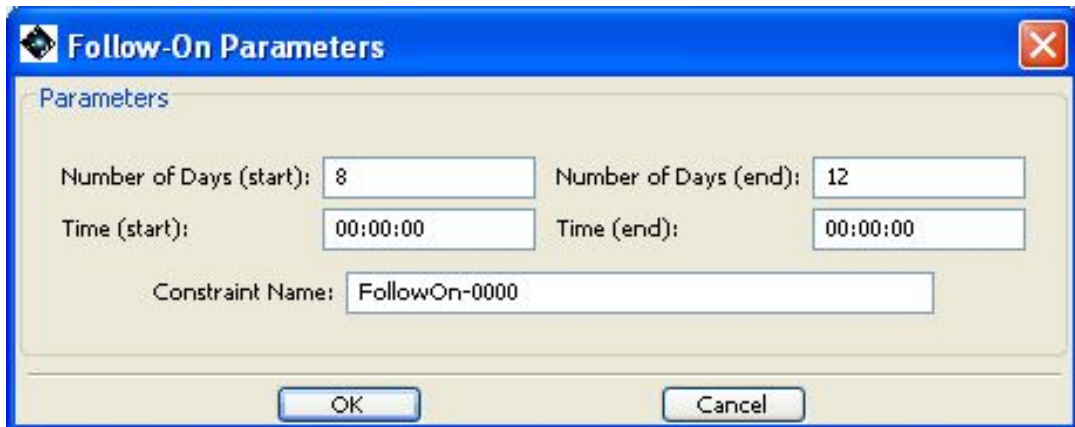 Follow-On Parameters
Parameters
Number of Days (start): 8 Number of Days (end): 12
Time (start): 00:00:00 Time (end): 00:00:00
Constraint Name: FollowOn-0000
OK Cancel